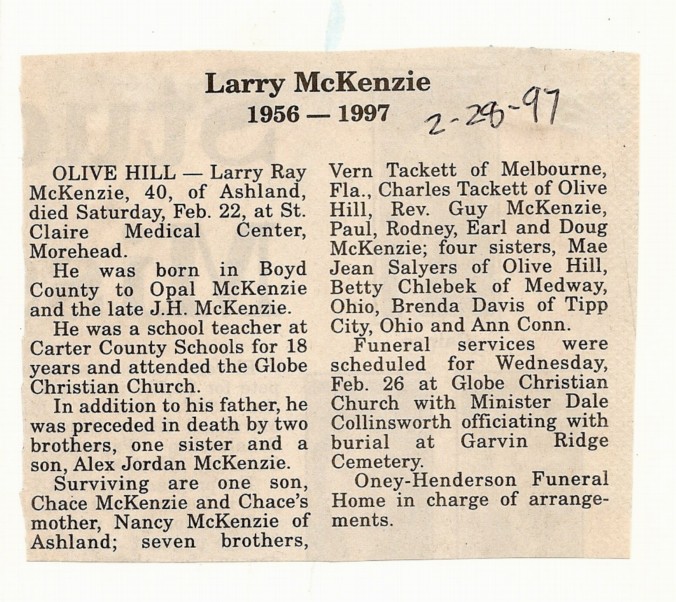 Larry McKenzie
1956 — 1997
2-28-97
OLIVE HILL — Larry Ray
McKenzie, 40, of Ashland,
died Saturday, Feb. 22, at St.
Claire Medical Center,
Morehead.
He was born in Boyd
County to Opal McKenzie
and the late J.H. McKenzie.
He was a school teacher at
Carter County Schools for 18
years and attended the Globe
Christian Church.
In addition to his father, he
was preceded in death by two
brothers, one sister and a
son, Alex Jordan McKenzie.
Surviving are one son,
Chace McKenzie and Chace's
mother, Nancy McKenzie of
Ashland; seven brothers,
Vern Tackett of Melbourne,
Fla., Charles Tackett of Olive
Hill, Rev. Guy McKenzie,
Paul, Rodney, Earl and Doug
McKenzie; four sisters, Mae
Jean Salyers of Olive Hill,
Betty Chlebek of Medway,
Ohio, Brenda Davis of Tipp
City, Ohio and Ann Conn.
Funeral services were
scheduled for Wednesday,
Feb. 26 at Globe Christian
Church with Minister Dale
Collinsworth officiating with
burial at Garvin Ridge
Cemetery.
Oney-Henderson Funeral
Home in charge of arrange-
ments.